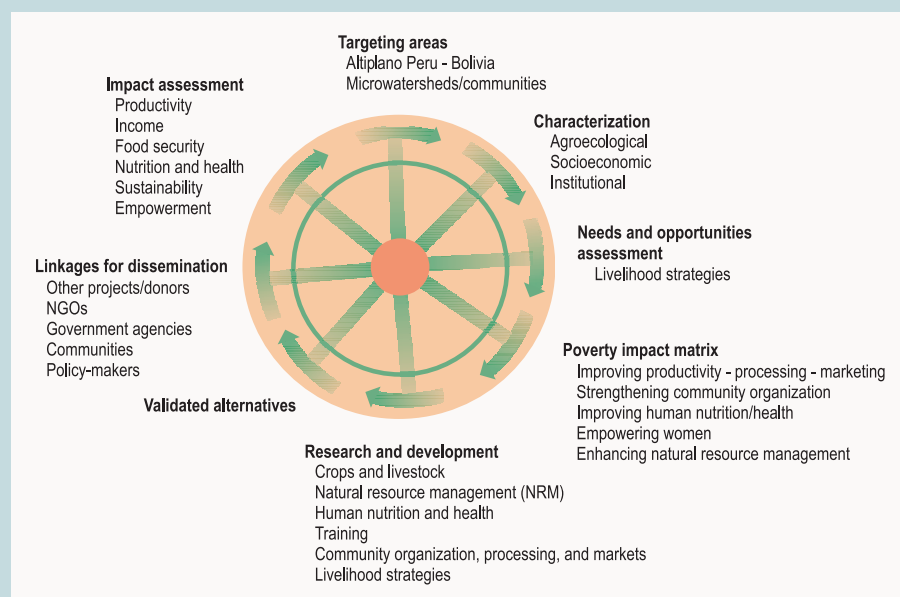 Targeting areas
Altiplano Peru - Bolivia
Microwatersheds/communities
Characterization
Agroecological
Socioeconomic
Institutional
Needs and opportunities
assessment
Livelihood strategies
Poverty impact matrix
Improving productivity - processing - marketing
Strengthening community organization
Improving human nutrition/health
Empowering women
Enhancing natural resource management
Research and development
Crops and livestock
Natural resource management (NRM)
Human nutrition and health
Training
Community organization, processing, and markets
Livelihood strategies
Validated alternatives
Linkages for dissemination
Other projects/donors
NGOs
Government agencies
Communities
Policy-makers
Impact assessment
Productivity
Income
Food security
Nutrition and health
Sustainability
Empowerment